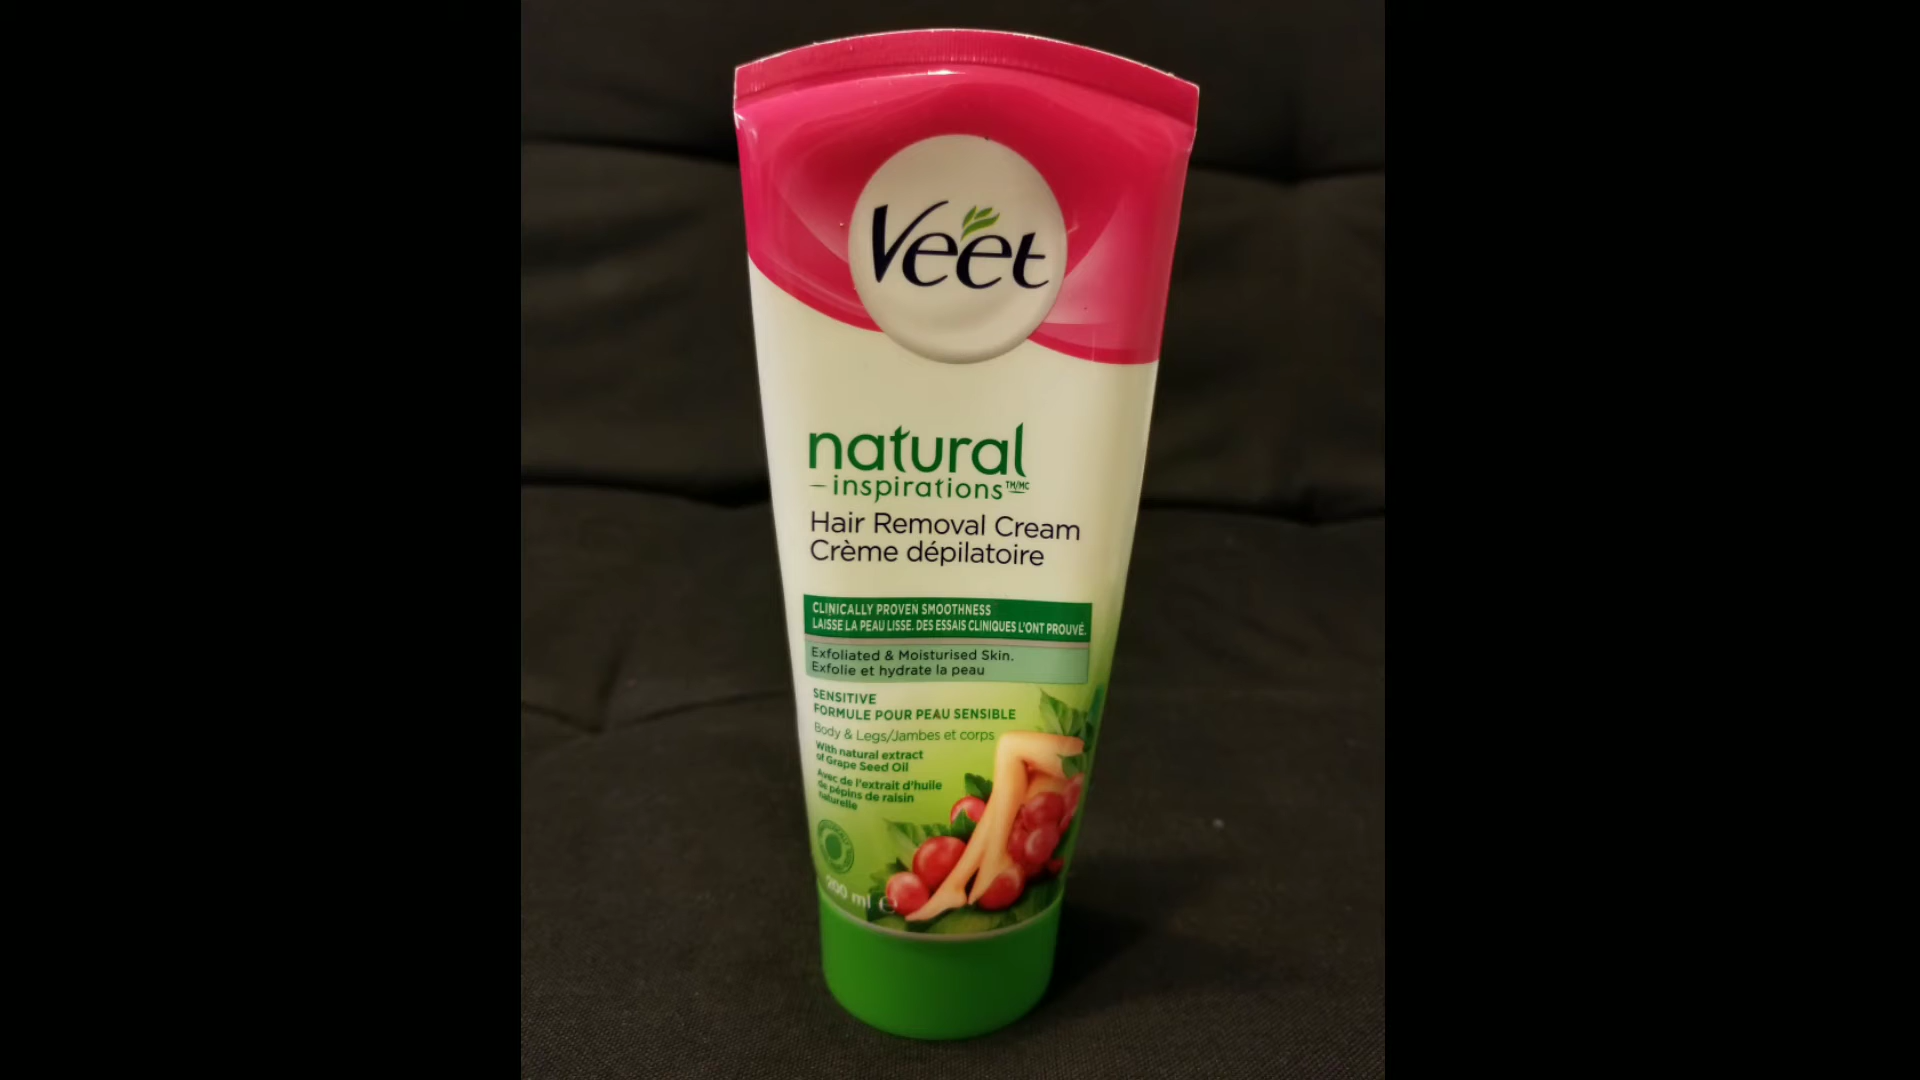 Veet
natural
inspirations™/MC
Hair Removal Cream
Crème dépilatoire
CLINICALLY PROVEN SMOOTHNESS
LAISSE LA PEAU LISSE. DES ESSAIS CLINIQUES L'ONT PROUVÉ.
Exfoliated & Moisturised Skin.
Exfolie et hydrate la peau
SENSITIVE
FORMULE POUR PEAU SENSIBLE
Body & Legs/Jambes et corps
With natural extract
of Grape Seed Oil
Avec de l'extrait d'huile
de pépins de raisin
naturelle
200 ml ℮